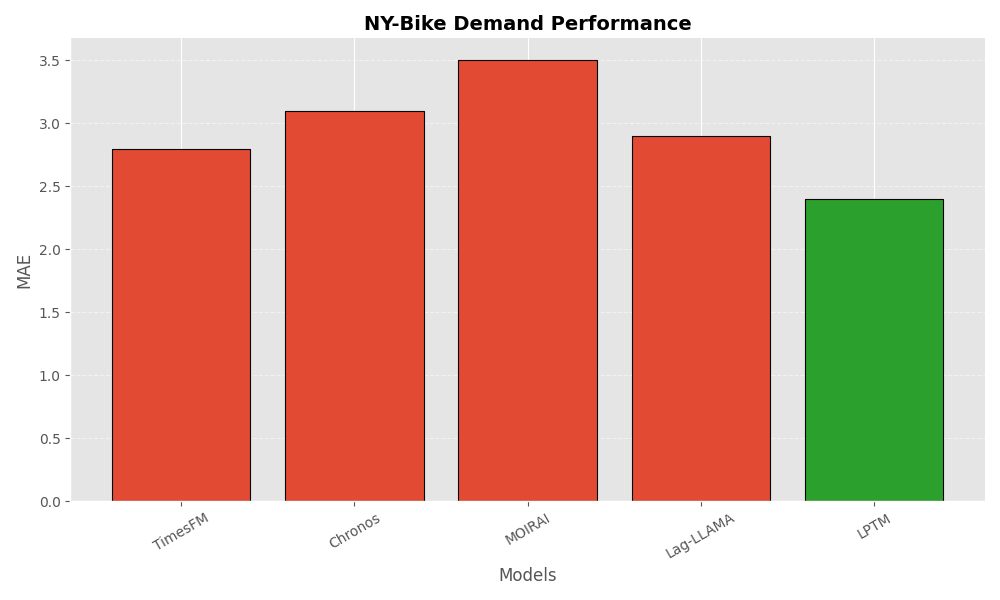 NY-Bike Demand Performance
MAE
3.5
3.0
2.5
2.0
1.5
1.0
0.5
0.0
TimesFM
Chronos
MOIRAI
Lag-LLAMA
LPTM
Models